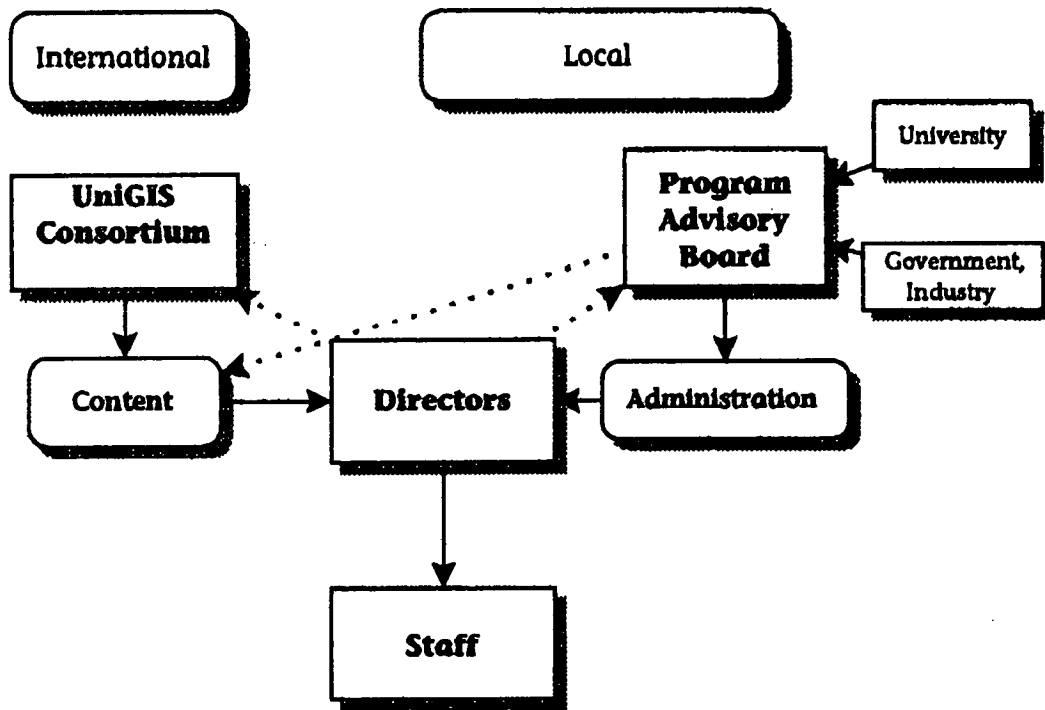 International
Local
University
UniGIS
Consortium
Program
Advisory
Board
Government,
Industry
Content
Directors
Administration
Staff